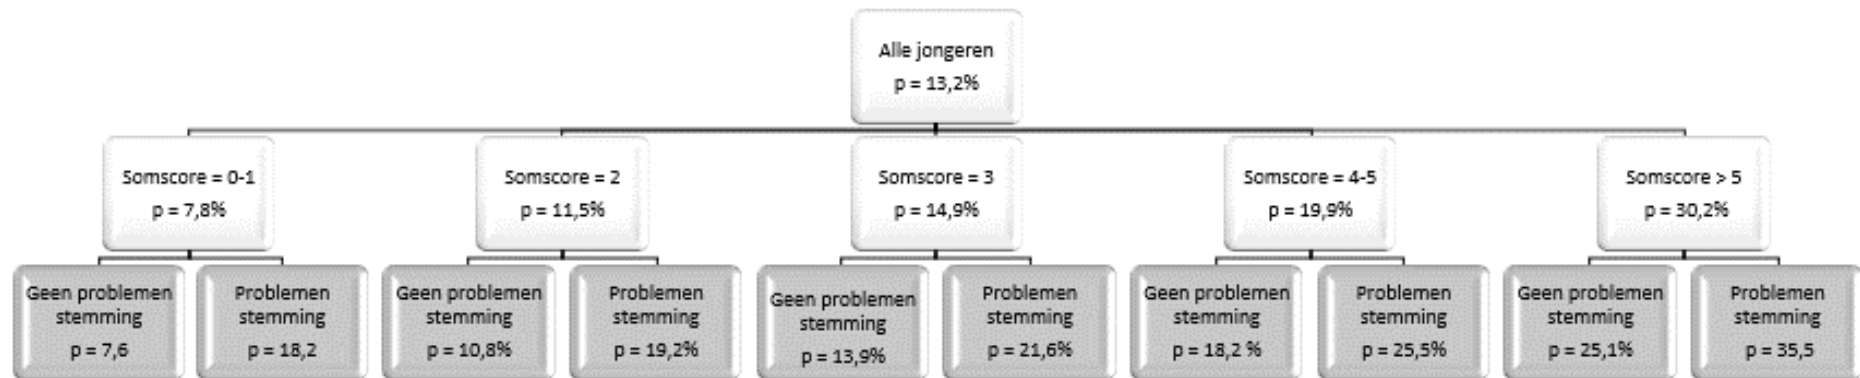 Alle jongeren
p = 13,2%
Somscore = 0-1
p = 7,8%
Somscore = 2
p = 11,5%
Somscore = 3
p = 14,9%
Somscore = 4-5
p = 19,9%
Somscore > 5
p = 30,2%
Geen problemen
stemming
p = 7,6
Problemen
stemming
p = 18,2
Geen problemen
stemming
p = 10,8%
Problemen
stemming
p = 19,2%
Geen problemen
stemming
p = 13,9%
Problemen
stemming
p = 21,6%
Geen problemen
stemming
p = 18,2 %
Problemen
stemming
p = 25,5%
Geen problemen
stemming
p = 25,1%
Problemen
stemming
p = 35,5